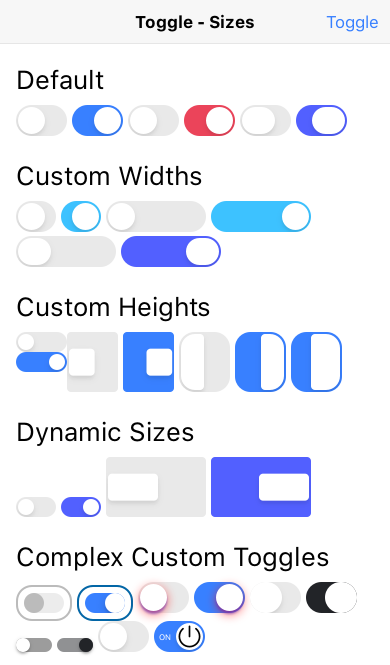 Toggle - Sizes
Toggle
Default
Custom Widths
Custom Heights
Dynamic Sizes
Complex Custom Toggles
ON